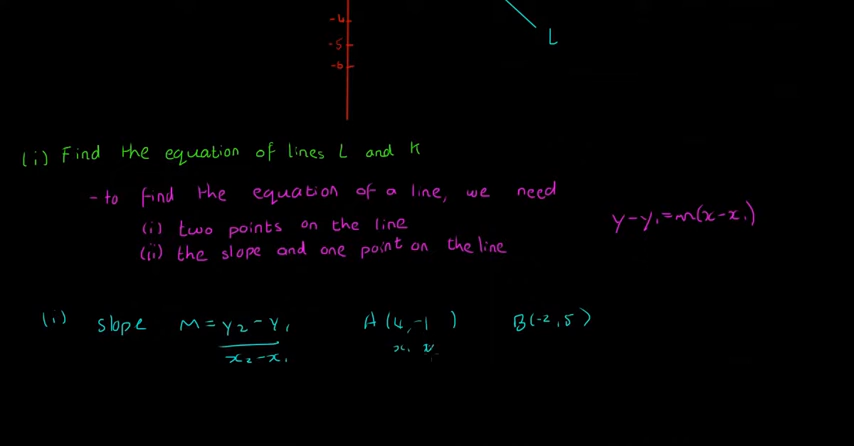 -4
L
-5
-6
(i) Find the equation of lines L and K
- to find the equation of a line, we need
(i) two points on the line
y - y₁ = m(x - x₁)
(ii) the slope and one point on the line
(i) slope M = y₂ - y₁ A(4, -1) B(-2, 5)
x₂ - x₁ x₁ y